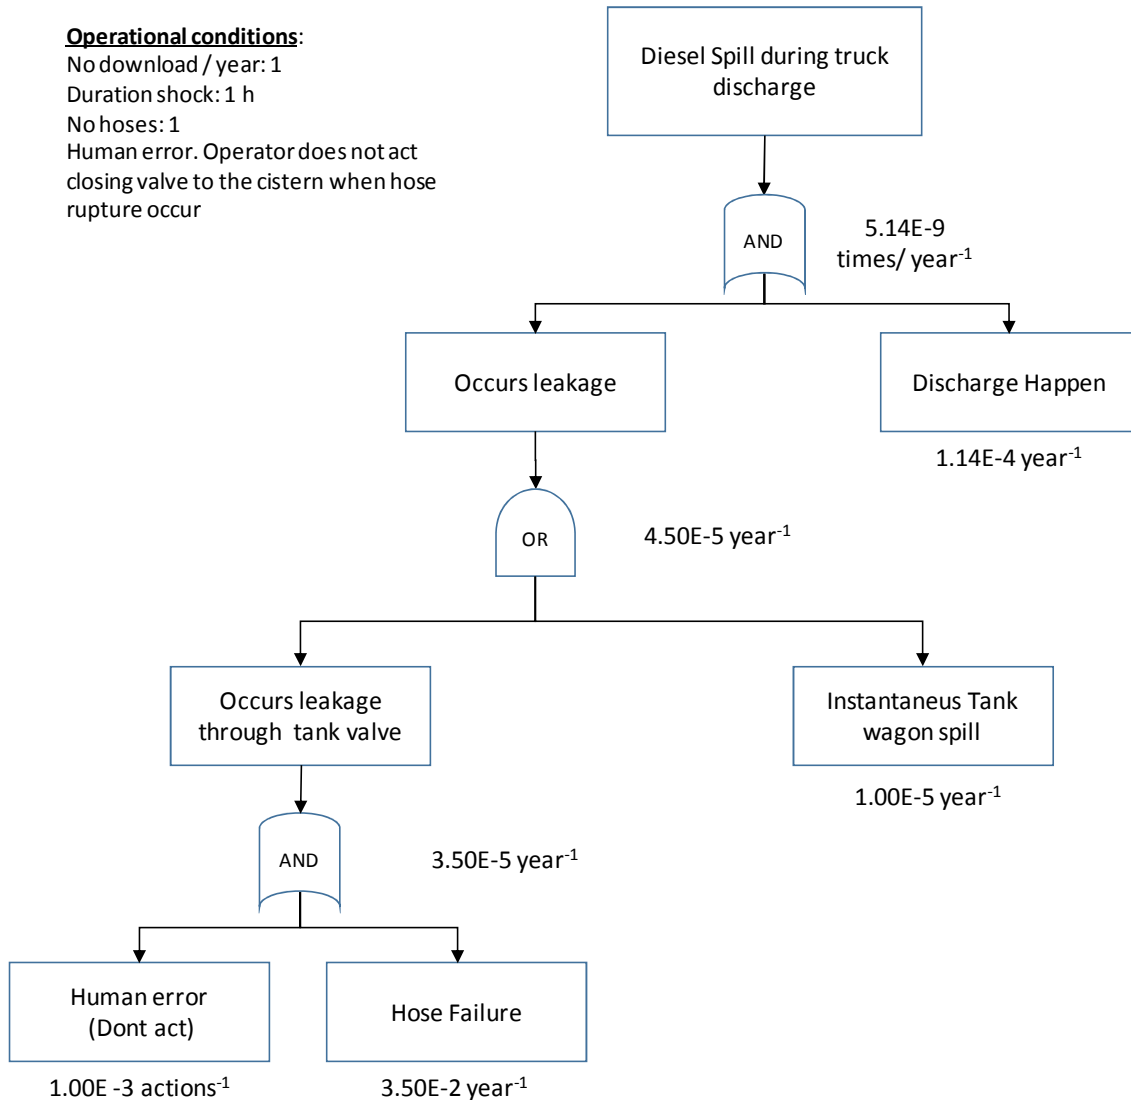 Operational conditions:
No download / year: 1
Duration shock: 1 h
No hoses: 1
Human error. Operator does not act
closing valve to the cistern when hose
rupture occur
Diesel Spill during truck
discharge
AND
5.14E-9
times/ year⁻¹
Occurs leakage
Discharge Happen
1.14E-4 year⁻¹
OR
4.50E-5 year⁻¹
Occurs leakage
through tank valve
Instantaneus Tank
wagon spill
1.00E-5 year⁻¹
AND
3.50E-5 year⁻¹
Human error
(Dont act)
Hose Failure
1.00E -3 actions⁻¹
3.50E-2 year⁻¹